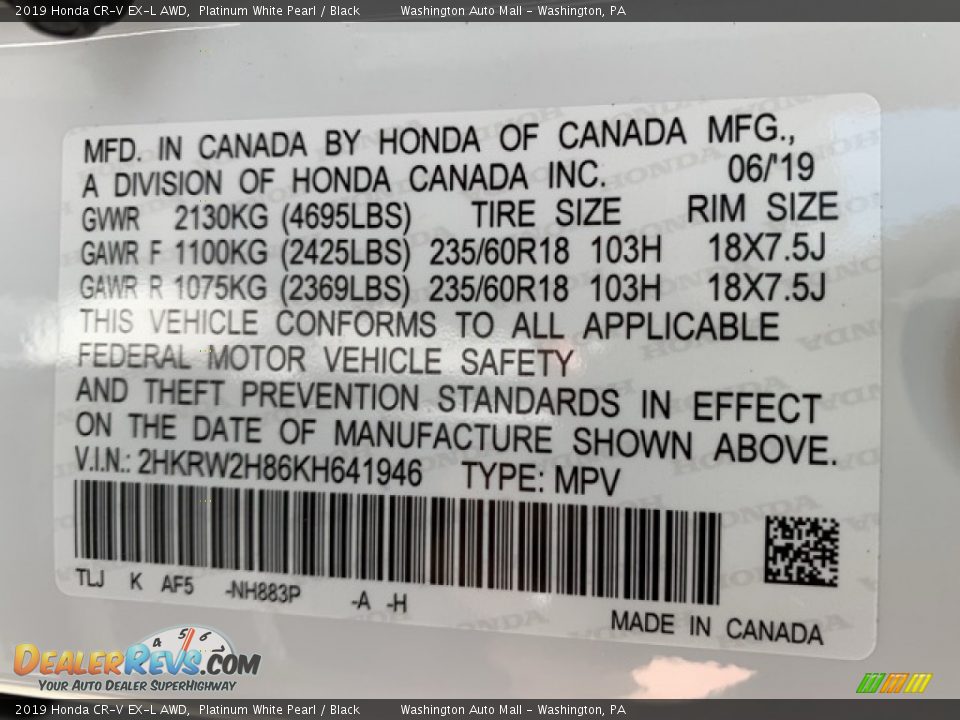 2019 Honda CR-V EX-L AWD, Platinum White Pearl / Black Washington Auto Mall - Washington, PA
MFD. IN CANADA BY HONDA OF CANADA MFG.,
A DIVISION OF HONDA CANADA INC. 06/'19
GVWR 2130KG (4695LBS) TIRE SIZE RIM SIZE
GAWR F 1100KG (2425LBS) 235/60R18 103H 18X7.5J
GAWR R 1075KG (2369LBS) 235/60R18 103H 18X7.5J
THIS VEHICLE CONFORMS TO ALL APPLICABLE
FEDERAL MOTOR VEHICLE SAFETY
AND THEFT PREVENTION STANDARDS IN EFFECT
ON THE DATE OF MANUFACTURE SHOWN ABOVE.
V.I.N.: 2HKRW2H86KH641946 TYPE: MPV
TLJ K AF5 -NH883P -A -H
MADE IN CANADA
4 5 6
DEALERREVS.COM
YOUR AUTO DEALER SUPERHIGHWAY
2019 Honda CR-V EX-L AWD, Platinum White Pearl / Black Washington Auto Mall - Washington, PA